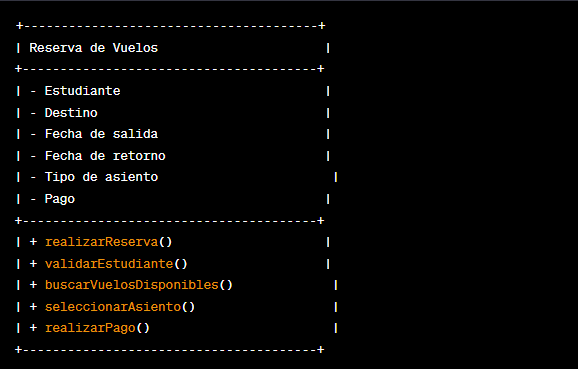 +---------------------------------------+
| Reserva de Vuelos                      |
+---------------------------------------+
| - Estudiante                           |
| - Destino                              |
| - Fecha de salida                      |
| - Fecha de retorno                     |
| - Tipo de asiento                       |
| - Pago                                 |
+---------------------------------------+
| + realizarReserva()                    |
| + validarEstudiante()                  |
| + buscarVuelosDisponibles()             |
| + seleccionarAsiento()                  |
| + realizarPago()                        |
+---------------------------------------+